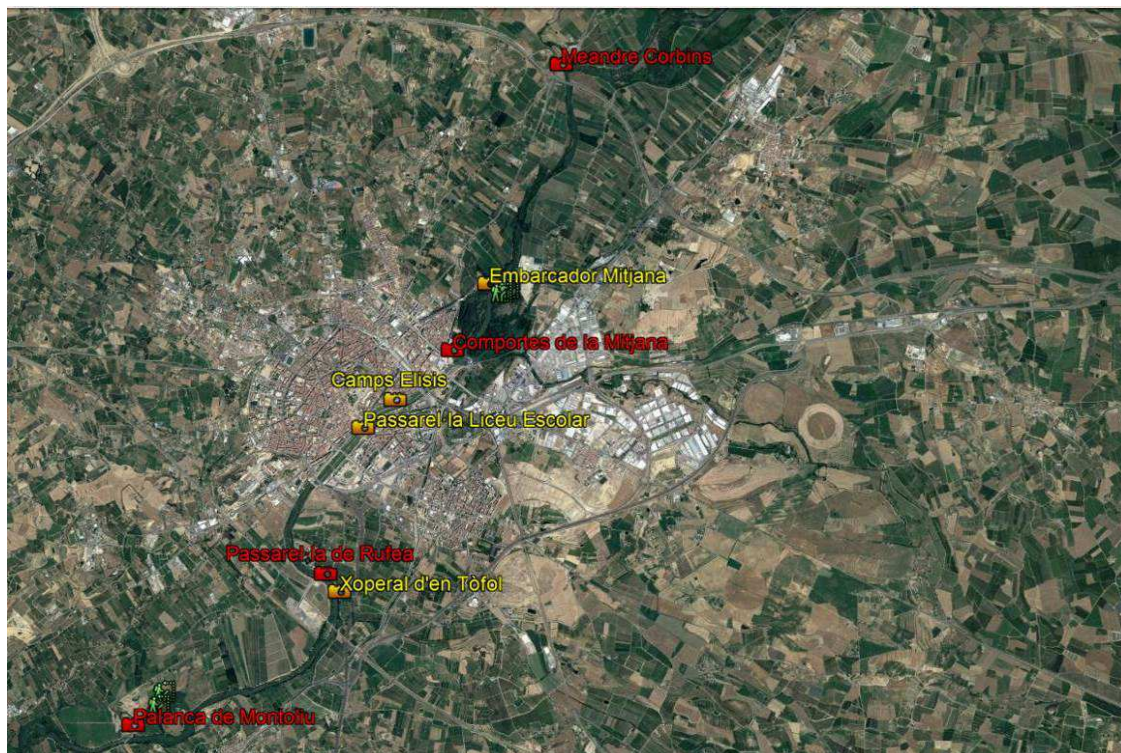 Meandre Corbins
Embarcador Mitjana
Comportes de la Mitjana
Camps Elisis
Passarel·la Liceu Escolar
Passarel·la de Rufea
Xoperal d'en Tòfol
Palanca de Montoliu